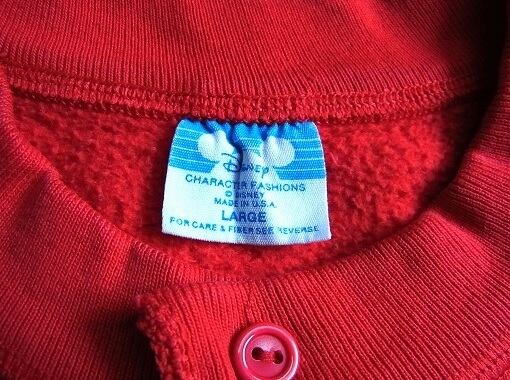 Disney
CHARACTER FASHIONS
© DISNEY
MADE IN U.S.A.
LARGE
FOR CARE & FIBER SEE REVERSE